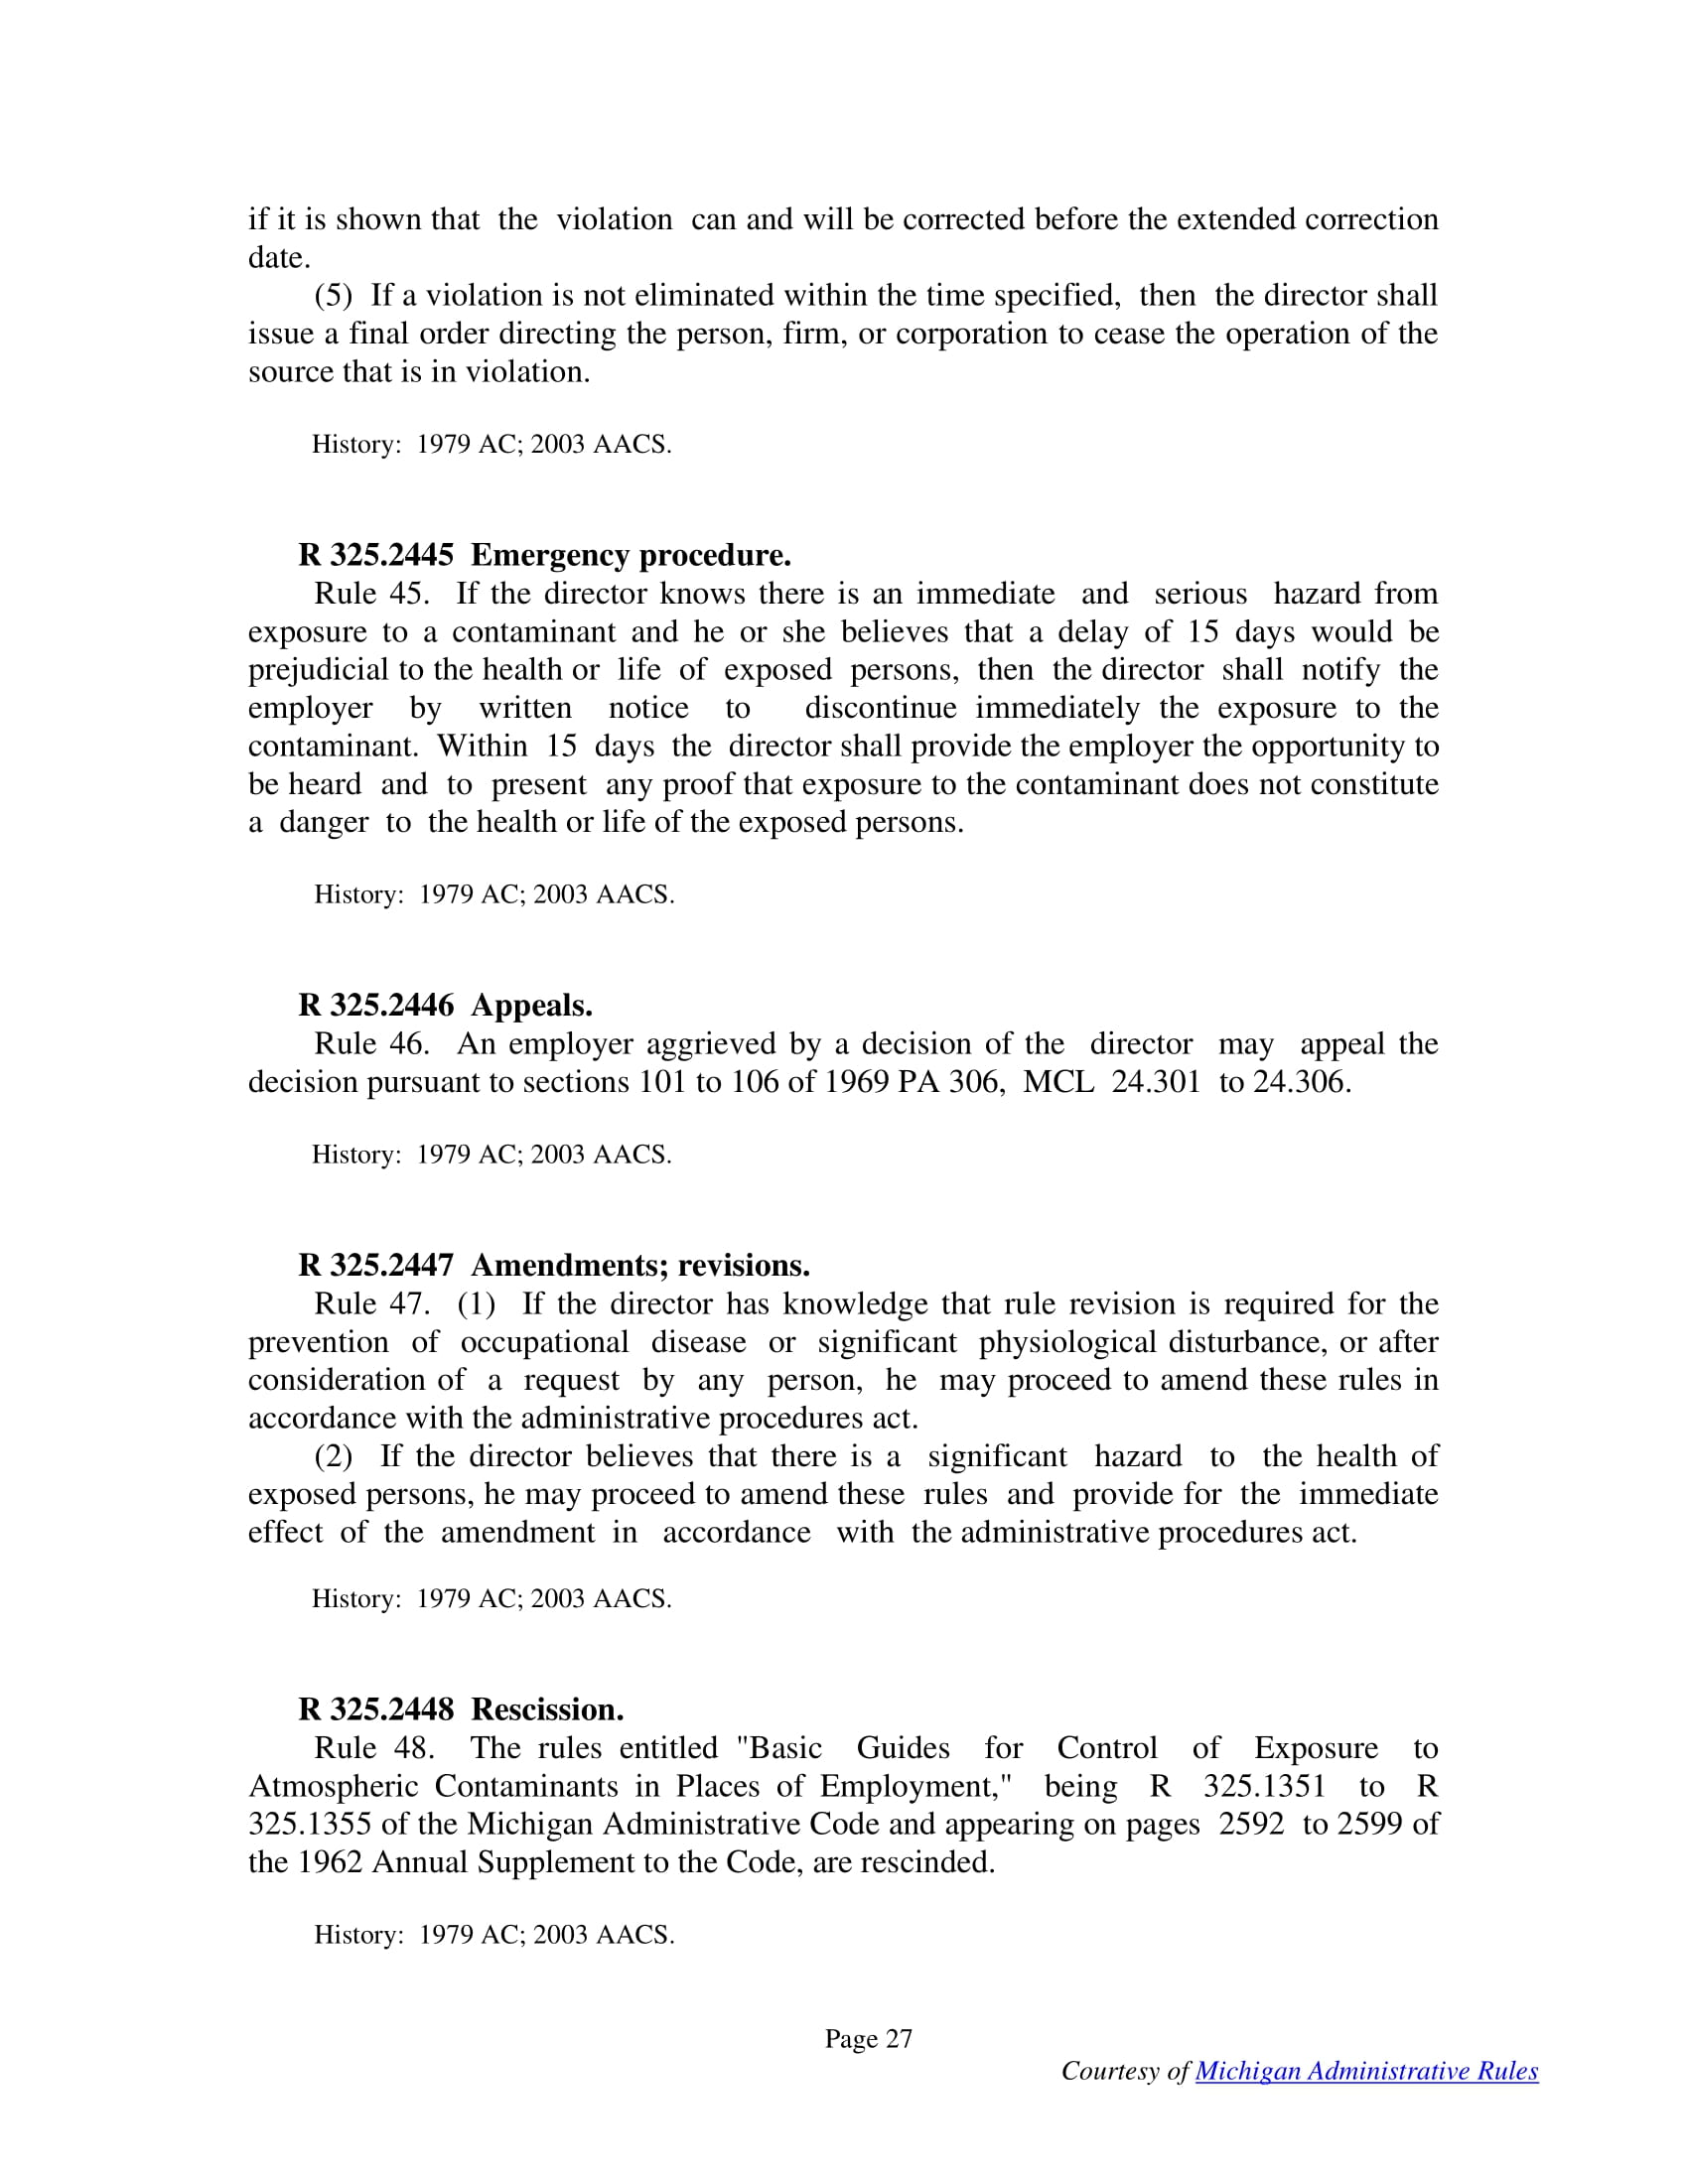 if it is shown that the violation can and will be corrected before the extended correction
date.
(5) If a violation is not eliminated within the time specified, then the director shall
issue a final order directing the person, firm, or corporation to cease the operation of the
source that is in violation.
History: 1979 AC; 2003 AACS.
R 325.2445 Emergency procedure.
Rule 45. If the director knows there is an immediate and serious hazard from
exposure to a contaminant and he or she believes that a delay of 15 days would be
prejudicial to the health or life of exposed persons, then the director shall notify the
employer by written notice to discontinue immediately the exposure to the
contaminant. Within 15 days the director shall provide the employer the opportunity to
be heard and to present any proof that exposure to the contaminant does not constitute
a danger to the health or life of the exposed persons.
History: 1979 AC; 2003 AACS.
R 325.2446 Appeals.
Rule 46. An employer aggrieved by a decision of the director may appeal the
decision pursuant to sections 101 to 106 of 1969 PA 306, MCL 24.301 to 24.306.
History: 1979 AC; 2003 AACS.
R 325.2447 Amendments; revisions.
Rule 47. (1) If the director has knowledge that rule revision is required for the
prevention of occupational disease or significant physiological disturbance, or after
consideration of a request by any person, he may proceed to amend these rules in
accordance with the administrative procedures act.
(2) If the director believes that there is a significant hazard to the health of
exposed persons, he may proceed to amend these rules and provide for the immediate
effect of the amendment in accordance with the administrative procedures act.
History: 1979 AC; 2003 AACS.
R 325.2448 Rescission.
Rule 48. The rules entitled "Basic Guides for Control of Exposure to
Atmospheric Contaminants in Places of Employment," being R 325.1351 to R
325.1355 of the Michigan Administrative Code and appearing on pages 2592 to 2599 of
the 1962 Annual Supplement to the Code, are rescinded.
History: 1979 AC; 2003 AACS.
Page 27
Courtesy of Michigan Administrative Rules